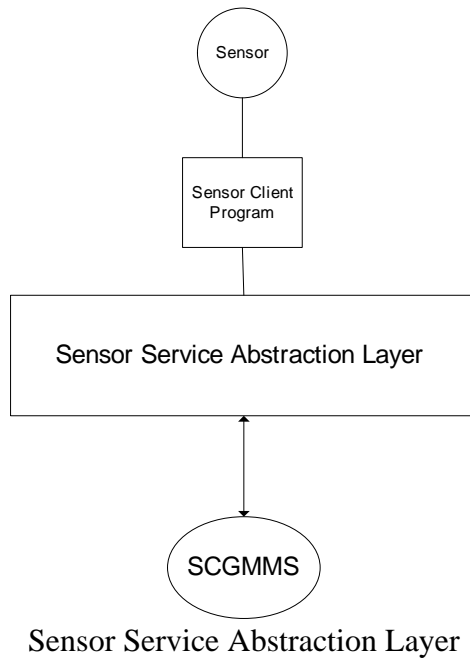 Sensor
Sensor Client
Program
Sensor Service Abstraction Layer
SCGMMS
Sensor Service Abstraction Layer